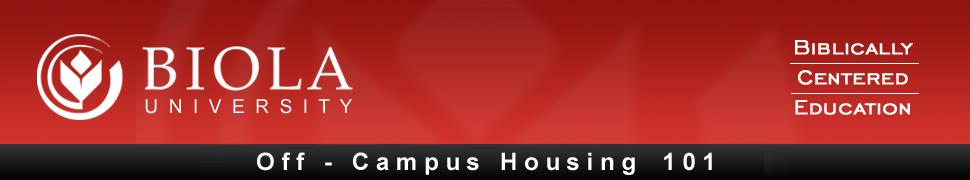 BIOLA
UNIVERSITY
BIBLICALLY
CENTERED
EDUCATION
Off - Campus Housing 101